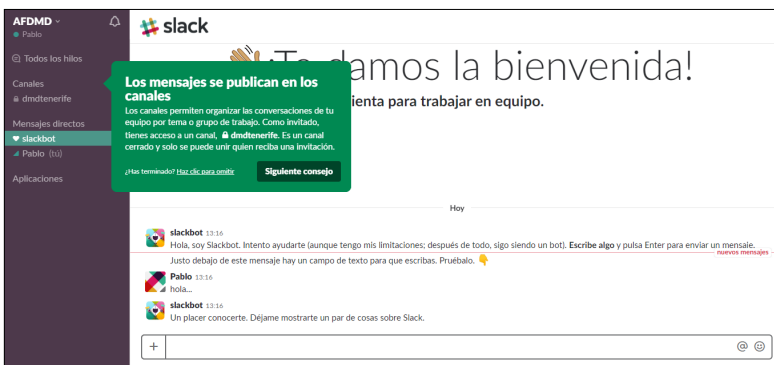 AFDMD
Pablo
Todos los hilos
Canales
dmdtenerife
Mensajes directos
slackbot
Pablo (tú)
Aplicaciones
slack
damos la bienvenida!
ienta para trabajar en equipo.
Los mensajes se publican en los
canales
Los canales permiten organizar las conversaciones de tu
equipo por tema o grupo de trabajo. Como invitado,
tienes acceso a un canal, dmdtenerife. Es un canal
cerrado y solo se puede unir quien reciba una invitación.
¿Has terminado? Haz clic para omitir
Siguiente consejo
Hoy
slackbot 13:16
Hola, soy Slackbot. Intento ayudarte (aunque tengo mis limitaciones; después de todo, sigo siendo un bot). Escribe algo y pulsa Enter para enviar un mensaje.
nuevos mensajes
Justo debajo de este mensaje hay un campo de texto para que escribas. Pruébalo.
Pablo 13:16
hola...
slackbot 13:16
Un placer conocerte. Déjame mostrarte un par de cosas sobre Slack.